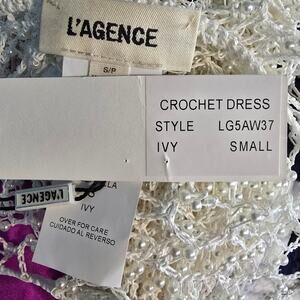 L'AGENCE
S/P
CROCHET DRESS
STYLE LG5AW37
IVY SMALL
L'AGENCE
IVY
OVER FOR CARE
CUIDADO AL REVERSO